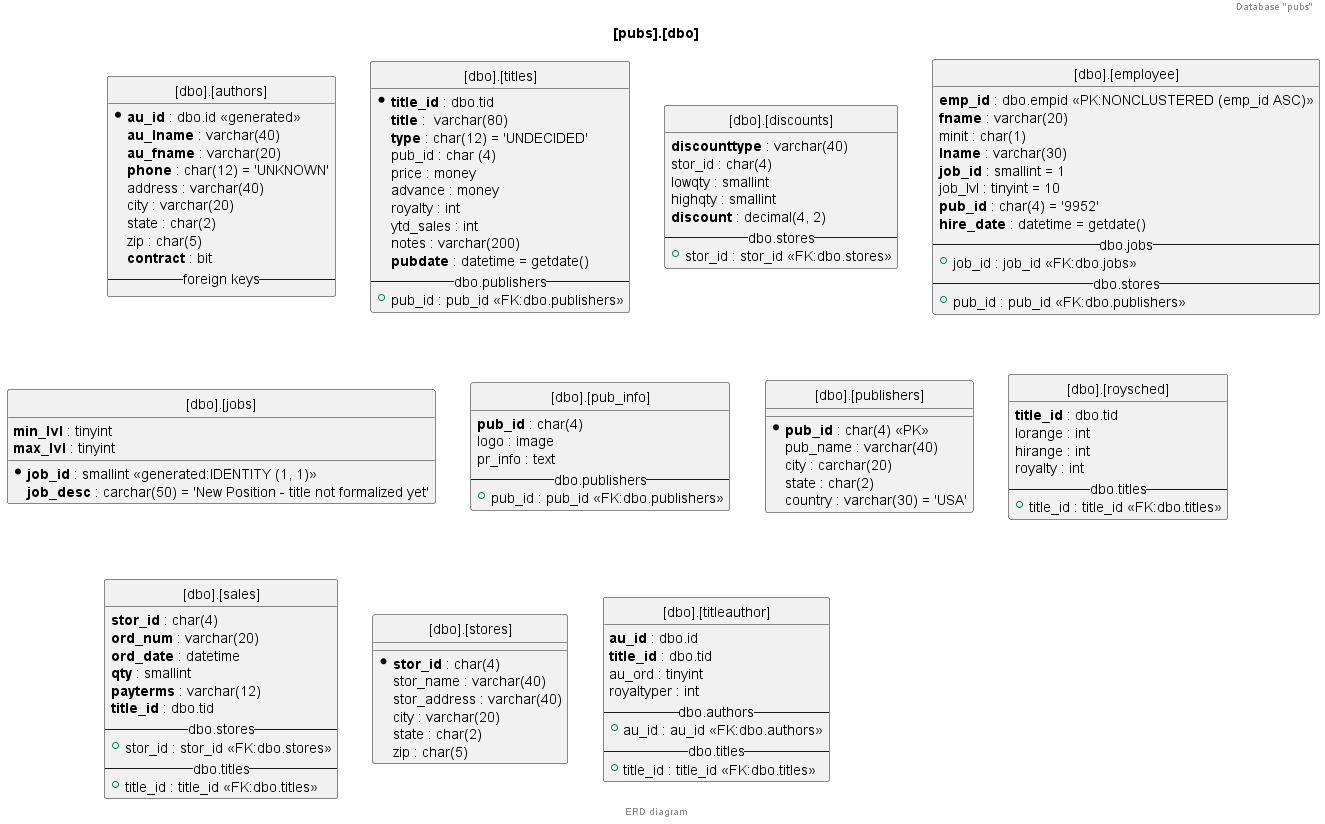 Database "pubs"
[pubs].[dbo]
[dbo].[authors]
au_id : dbo.id «generated»
au_lname : varchar(40)
au_fname : varchar(20)
phone : char(12) = 'UNKNOWN'
address : varchar(40)
city : varchar(20)
state : char(2)
zip : char(5)
contract : bit
foreign keys
[dbo].[titles]
title_id : dbo.tid
title :  varchar(80)
type : char(12) = 'UNDECIDED'
pub_id : char (4)
price : money
advance : money
royalty : int
ytd_sales : int
notes : varchar(200)
pubdate : datetime = getdate()
dbo.publishers
pub_id : pub_id «FK:dbo.publishers»
[dbo].[discounts]
discounttype : varchar(40)
stor_id : char(4)
lowqty : smallint
highqty : smallint
discount : decimal(4, 2)
dbo.stores
stor_id : stor_id «FK:dbo.stores»
[dbo].[employee]
emp_id : dbo.empid «PK:NONCLUSTERED (emp_id ASC)»
fname : varchar(20)
minit : char(1)
lname : varchar(30)
job_id : smallint = 1
job_lvl : tinyint = 10
pub_id : char(4) = '9952'
hire_date : datetime = getdate()
dbo.jobs
job_id : job_id «FK:dbo.jobs»
dbo.stores
pub_id : pub_id «FK:dbo.publishers»
[dbo].[jobs]
min_lvl : tinyint
max_lvl : tinyint
job_id : smallint «generated:IDENTITY (1, 1)»
job_desc : carchar(50) = 'New Position - title not formalized yet'
[dbo].[pub_info]
pub_id : char(4)
logo : image
pr_info : text
dbo.publishers
pub_id : pub_id «FK:dbo.publishers»
[dbo].[publishers]
pub_id : char(4) «PK»
pub_name : varchar(40)
city : carchar(20)
state : char(2)
country : varchar(30) = 'USA'
[dbo].[roysched]
title_id : dbo.tid
lorange : int
hirange : int
royalty : int
dbo.titles
title_id : title_id «FK:dbo.titles»
[dbo].[sales]
stor_id : char(4)
ord_num : varchar(20)
ord_date : datetime
qty : smallint
payterms : varchar(12)
title_id : dbo.tid
dbo.stores
stor_id : stor_id «FK:dbo.stores»
dbo.titles
title_id : title_id «FK:dbo.titles»
[dbo].[stores]
stor_id : char(4)
stor_name : varchar(40)
stor_address : varchar(40)
city : varchar(20)
state : char(2)
zip : char(5)
[dbo].[titleauthor]
au_id : dbo.id
title_id : dbo.tid
au_ord : tinyint
royaltyper : int
dbo.authors
au_id : au_id «FK:dbo.authors»
dbo.titles
title_id : title_id «FK:dbo.titles»
ERD diagram